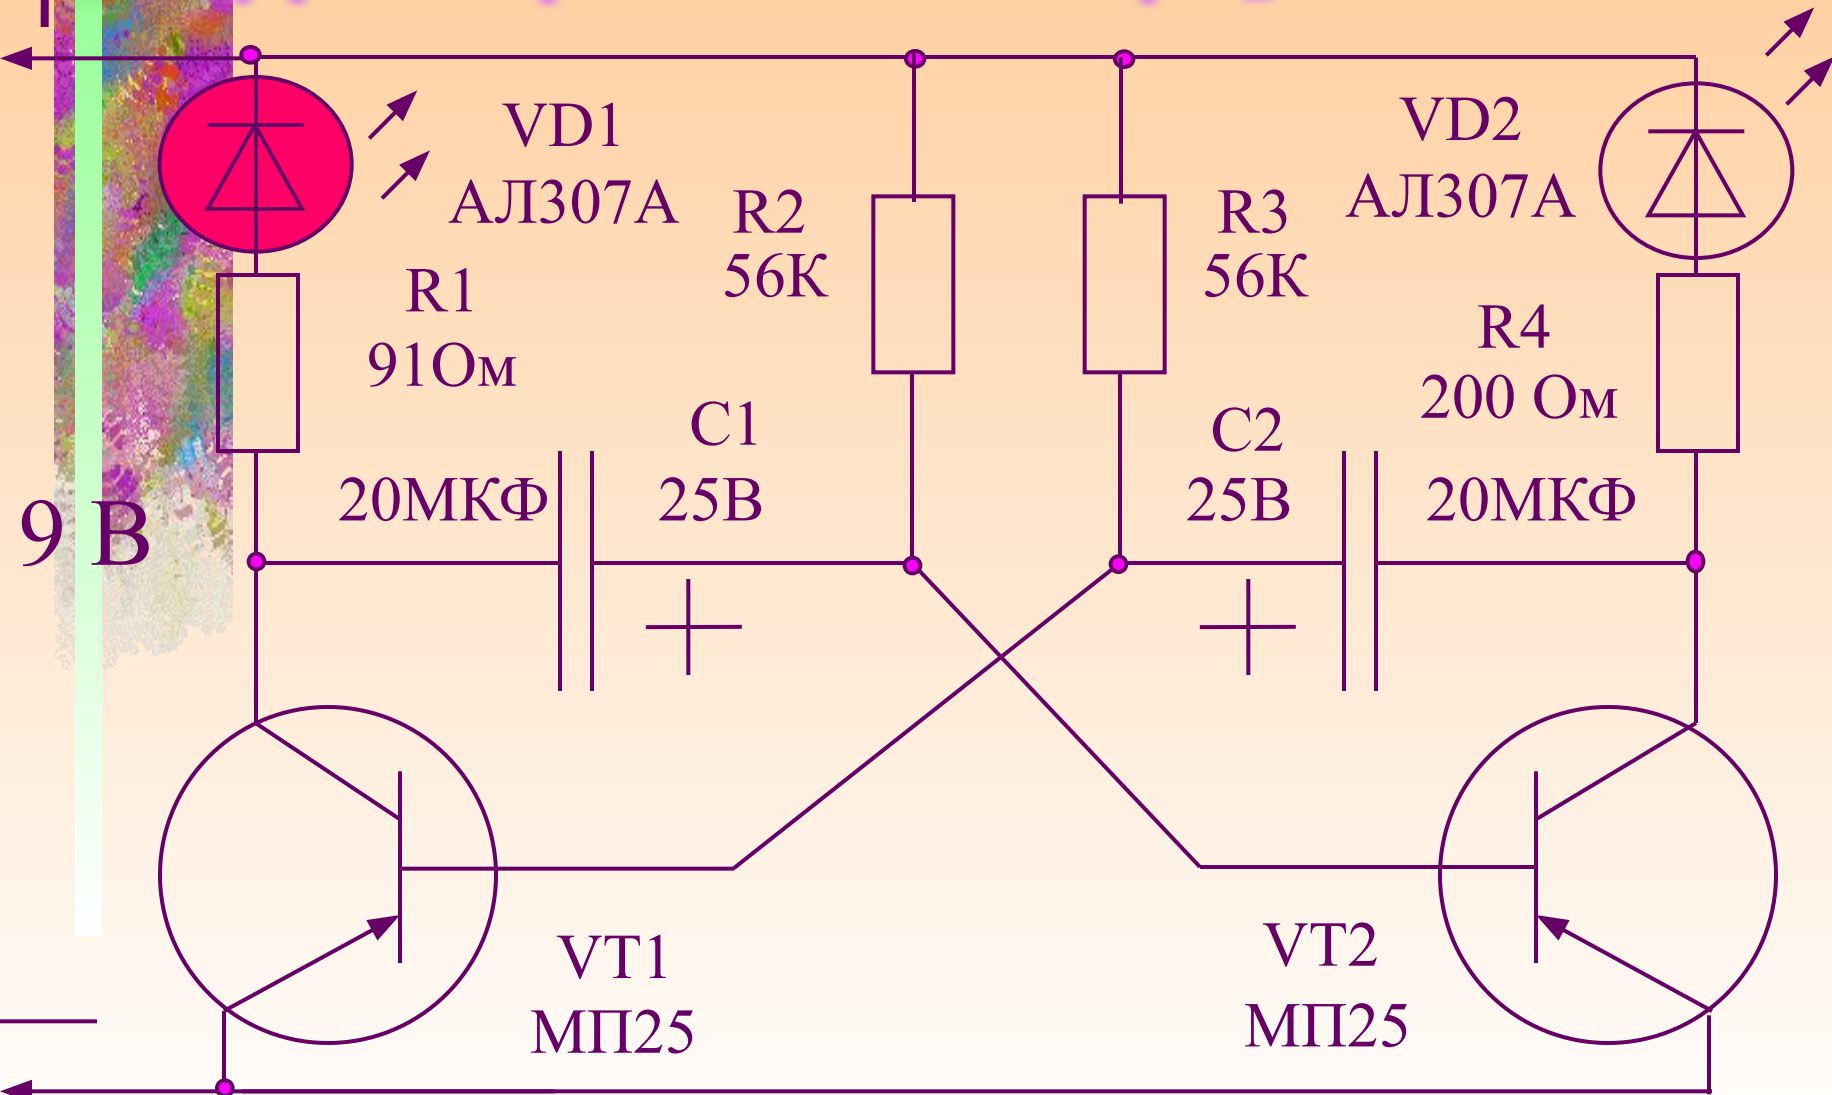 VD1
АЛ307А
VD2
АЛ307А
R1
91Ом
R2
56К
R3
56К
R4
200 Ом
C1
20МКФ
25В
C2
25В
20МКФ
9 В
+
+
VT1
МП25
VT2
МП25